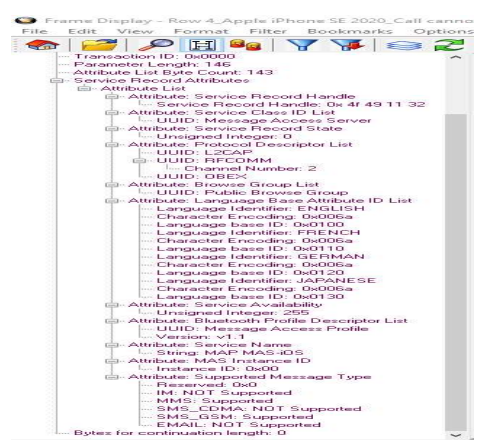 Frame Display - Row 4_Apple iPhone SE 2020_Call canno
File Edit View Format Filter Bookmarks Options
Transaction ID: 0x0000
Parameter Length: 146
Attribute List Byte Count: 143
Service Record Attributes
Attribute List
Attribute: Service Record Handle
Service Record Handle: 0x 4f 49 11 32
Attribute: Service Class ID List
UUID: Message Access Server
Attribute: Service Record State
Unsigned Integer: 0
Attribute: Protocol Descriptor List
UUID: L2CAP
UUID: RFCOMM
Channel Number: 2
UUID: OBEX
Attribute: Browse Group List
UUID: Public Browse Group
Attribute: Language Base Attribute ID List
Language Identifier: ENGLISH
Character Encoding: 0x006a
Language base ID: 0x0100
Language Identifier: FRENCH
Character Encoding: 0x006a
Language base ID: 0x0110
Language Identifier: GERMAN
Character Encoding: 0x006a
Language base ID: 0x0120
Language Identifier: JAPANESE
Character Encoding: 0x006a
Language base ID: 0x0130
Attribute: Service Availability
Unsigned Integer: 255
Attribute: Bluetooth Profile Descriptor List
UUID: Message Access Profile
Version: v1.1
Attribute: Service Name
String: MAP MAS-iOS
Attribute: MAS Instance ID
Instance ID: 0x00
Attribute: Supported Message Type
Reserved: 0x0
IM: NOT Supported
MMS: Supported
SMS_CDMA: NOT Supported
SMS_GSM: Supported
EMAIL: NOT Supported
Bytes for continuation length: 0